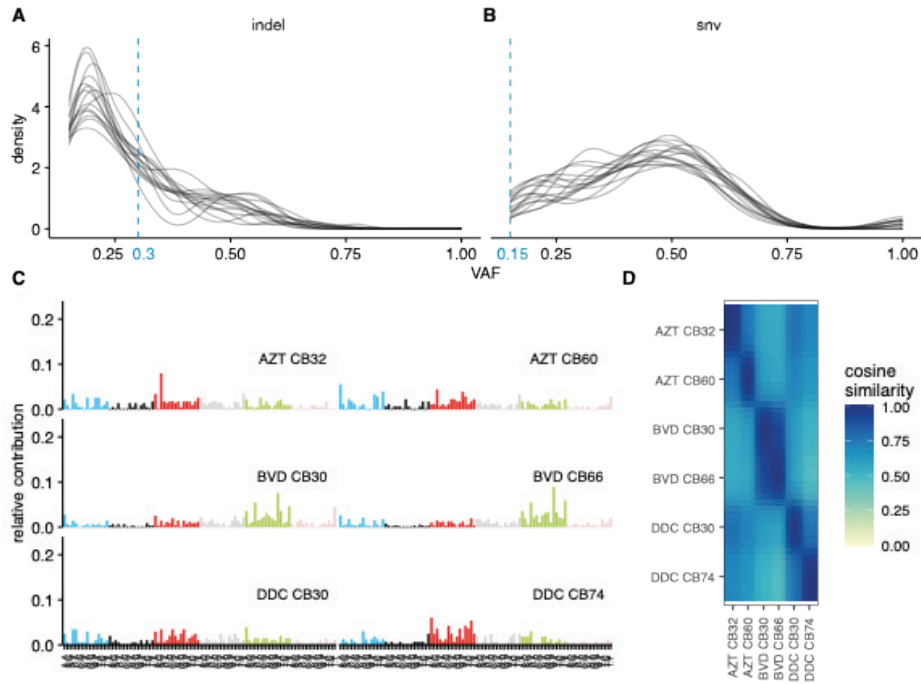 A
indel
B
snv
density
6
4
2
0
0.25
0.3
0.50
0.75
1.00
0.15
0.25
0.50
0.75
1.00
VAF
C
relative contribution
0.2
0.1
0.0
AZT CB32
AZT CB60
0.2
0.1
0.0
BVD CB30
BVD CB66
0.2
0.1
0.0
DDC CB30
DDC CB74
D
AZT CB32
AZT CB60
BVD CB30
BVD CB66
DDC CB30
DDC CB74
AZT CB32
AZT CB60
BVD CB30
BVD CB66
DDC CB30
DDC CB74
cosine
similarity
1.00
0.75
0.50
0.25
0.00